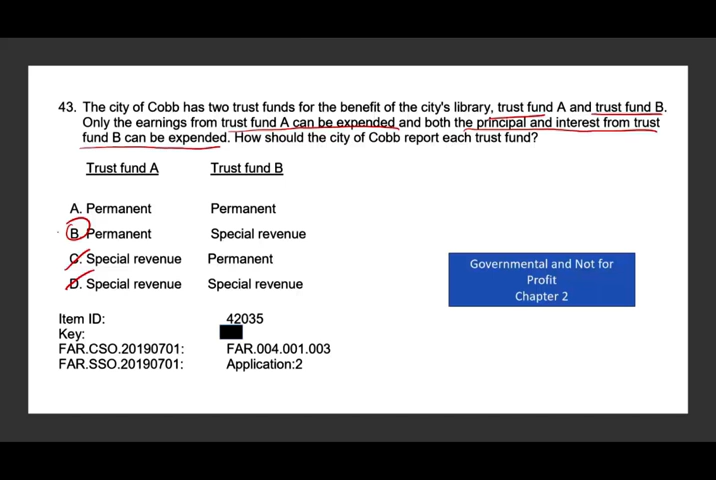 43. The city of Cobb has two trust funds for the benefit of the city's library, trust fund A and trust fund B.
Only the earnings from trust fund A can be expended and both the principal and interest from trust
fund B can be expended. How should the city of Cobb report each trust fund?
Trust fund A Trust fund B
A. Permanent Permanent
B. Permanent Special revenue
C. Special revenue Permanent
D. Special revenue Special revenue
Governmental and Not for
Profit
Chapter 2
Item ID: 42035
Key:
FAR.CSO.20190701: FAR.004.001.003
FAR.SSO.20190701: Application:2